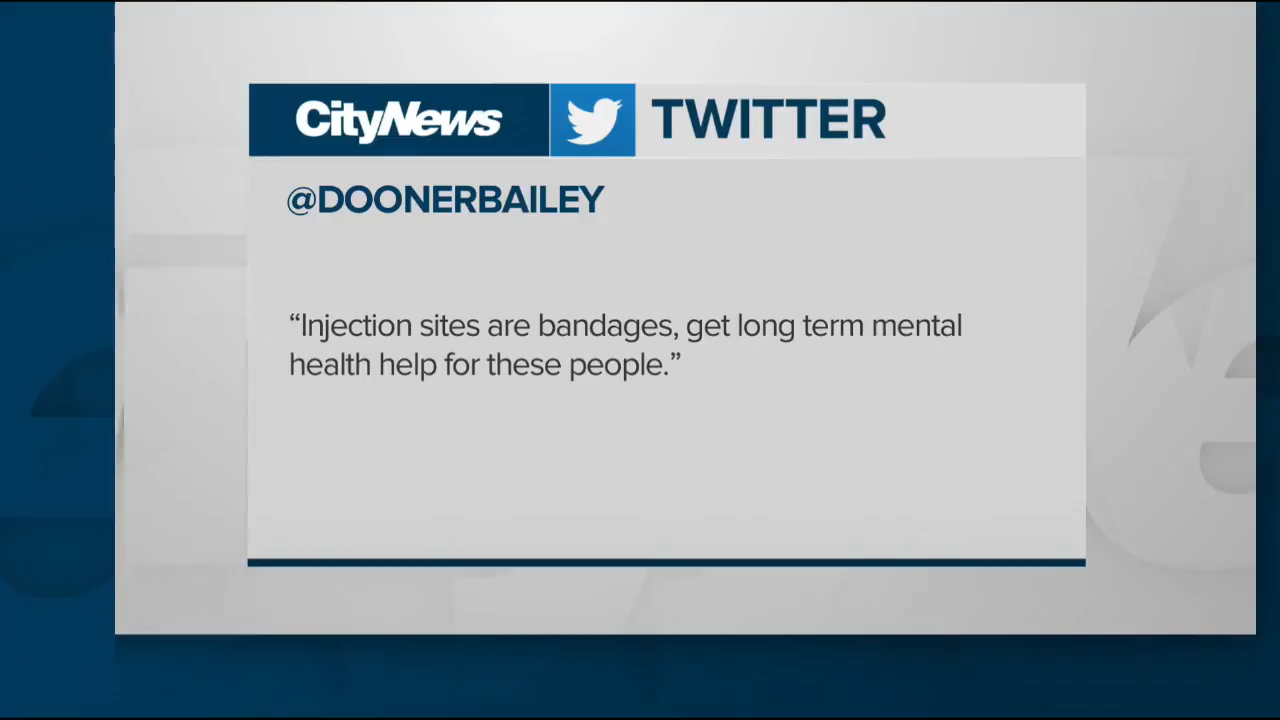 CityNews TWITTER
@DOONERBAILEY
“Injection sites are bandages, get long term mental
health help for these people.”